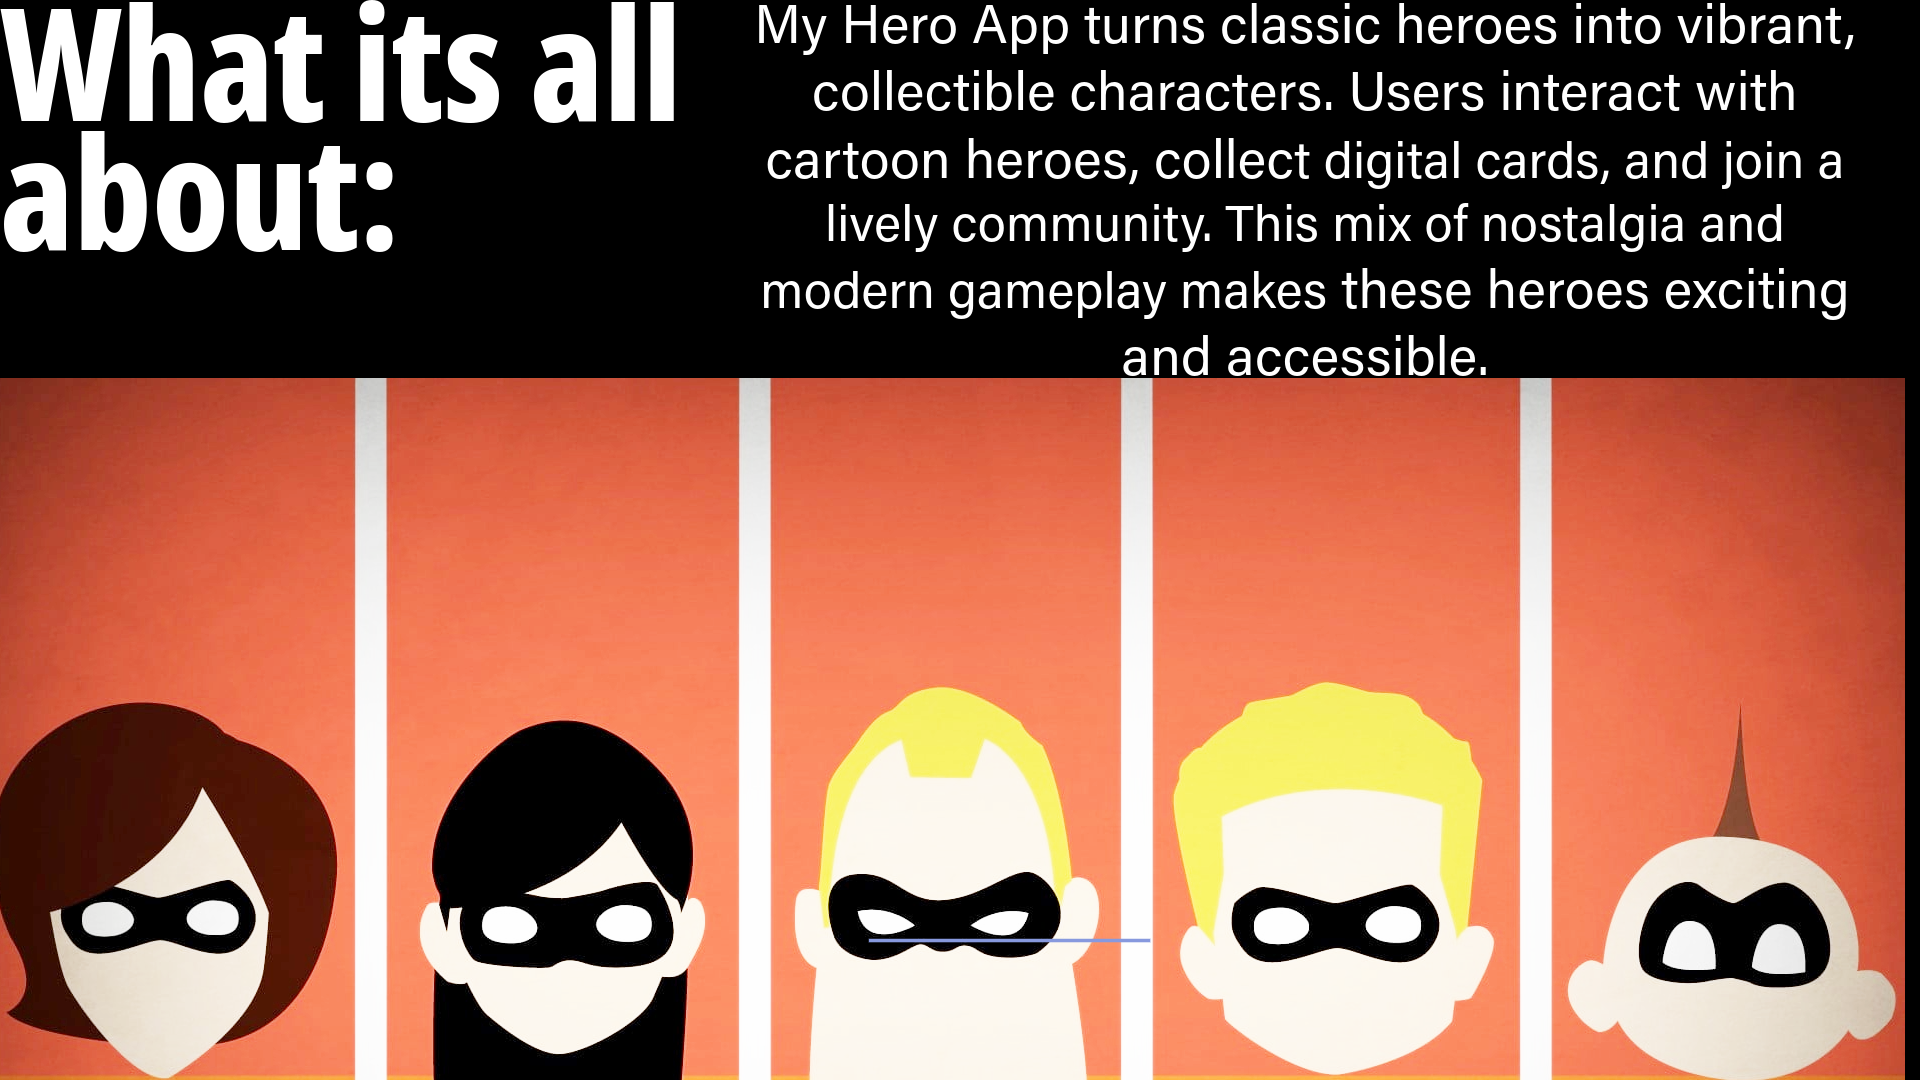 What its all
about:
My Hero App turns classic heroes into vibrant,
collectible characters. Users interact with
cartoon heroes, collect digital cards, and join a
lively community. This mix of nostalgia and
modern gameplay makes these heroes exciting
and accessible.